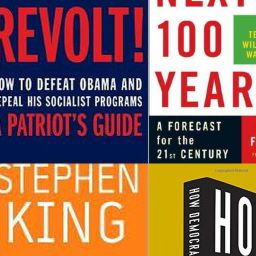 REVOLT!
HOW TO DEFEAT OBAMA AND
REPEAL HIS SOCIALIST PROGRAMS
A PATRIOT'S GUIDE
NEXT
100
YEAR
A FORECAST
for the
21ST CENTURY
STEPHEN
KING
HOW DEMOCRA
HO